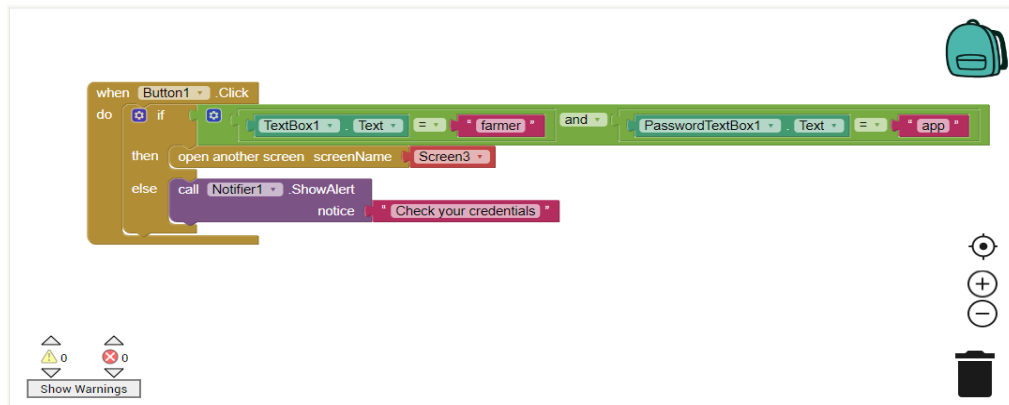 when Button1 .Click
do if TextBox1 . Text = " farmer " and PasswordTextBox1 . Text = " app "
then open another screen screenName Screen3
else call Notifier1 .ShowAlert
notice " Check your credentials "
0 0
Show Warnings